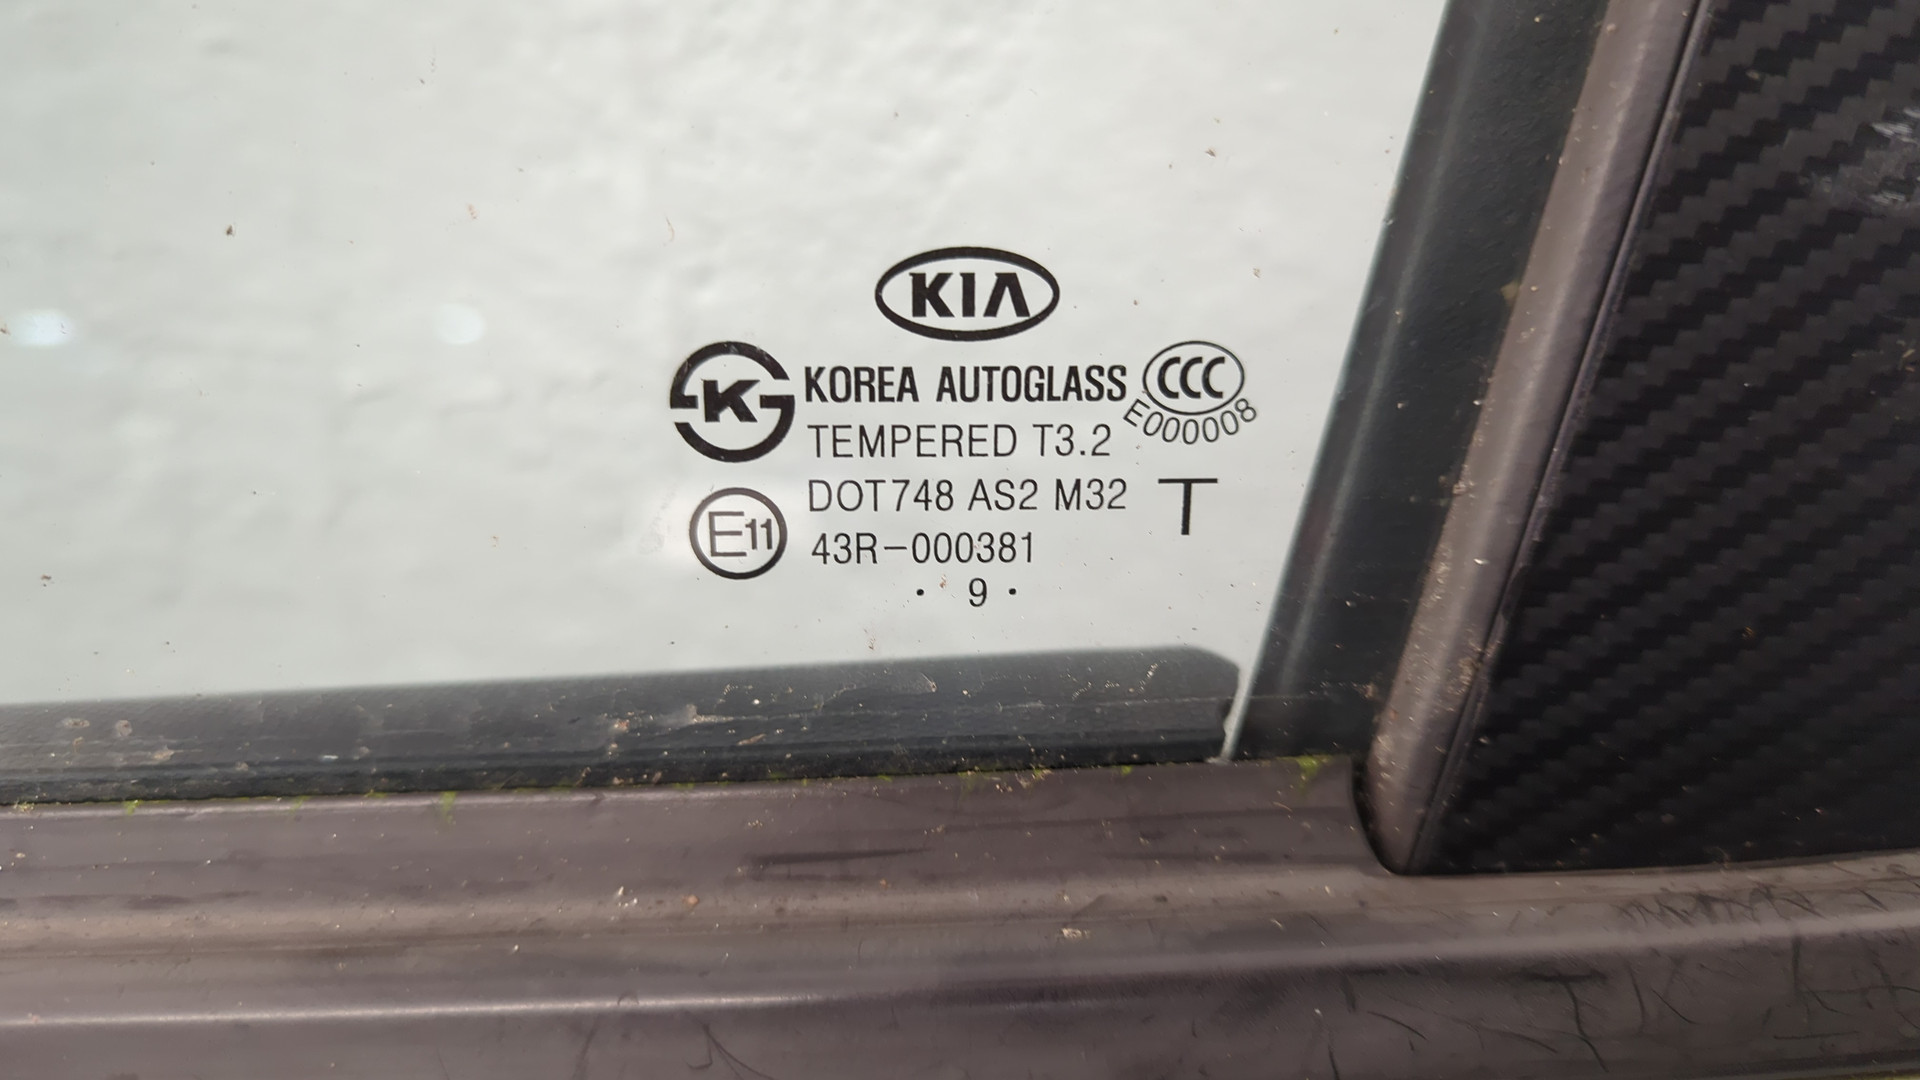 KIA
K KOREA AUTOGLASS CCC
E000008
TEMPERED T3.2
DOT748 AS2 M32 T
E11 43R-000381
· 9 ·